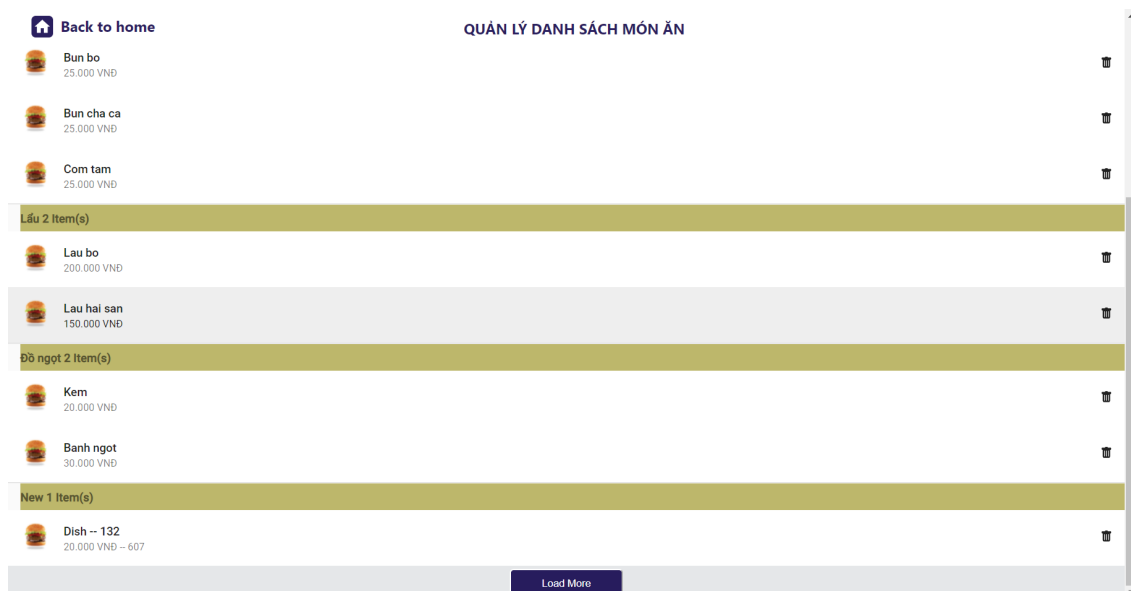 Back to home
QUẢN LÝ DANH SÁCH MÓN ĂN
Bun bo
25.000 VNĐ
Bun cha ca
25.000 VNĐ
Com tam
25.000 VNĐ
Lẩu 2 Item(s)
Lau bo
200.000 VNĐ
Lau hai san
150.000 VNĐ
Đồ ngọt 2 Item(s)
Kem
20.000 VNĐ
Banh ngot
30.000 VNĐ
New 1 Item(s)
Dish -- 132
20.000 VNĐ -- 607
Load More